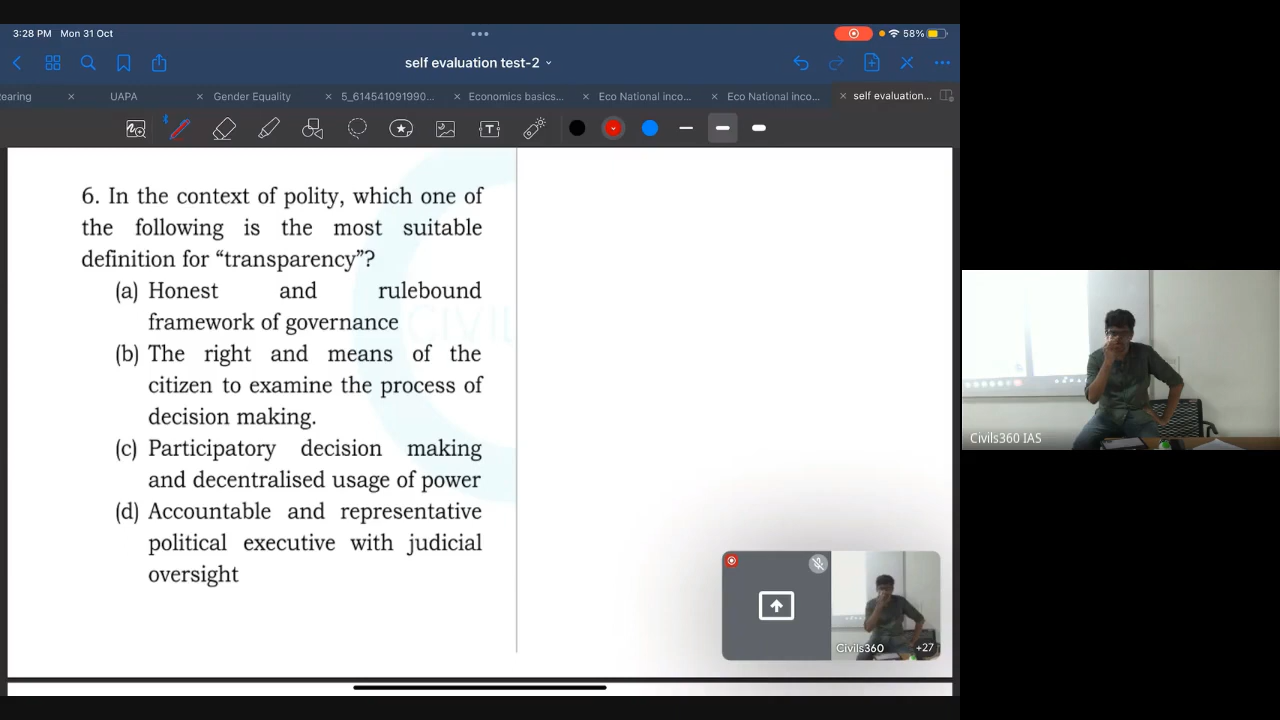 3:28 PM Mon 31 Oct
58%
self evaluation test-2
earing
UAPA
Gender Equality
5_614541091990...
Economics basics...
Eco National inco...
Eco National inco...
self evaluation...
T
6. In the context of polity, which one of
the following is the most suitable
definition for “transparency”?
(a) Honest and rulebound
framework of governance
(b) The right and means of the
citizen to examine the process of
decision making.
(c) Participatory decision making
and decentralised usage of power
(d) Accountable and representative
political executive with judicial
oversight
CIVIL
Civils360
+27
Civils360 IAS